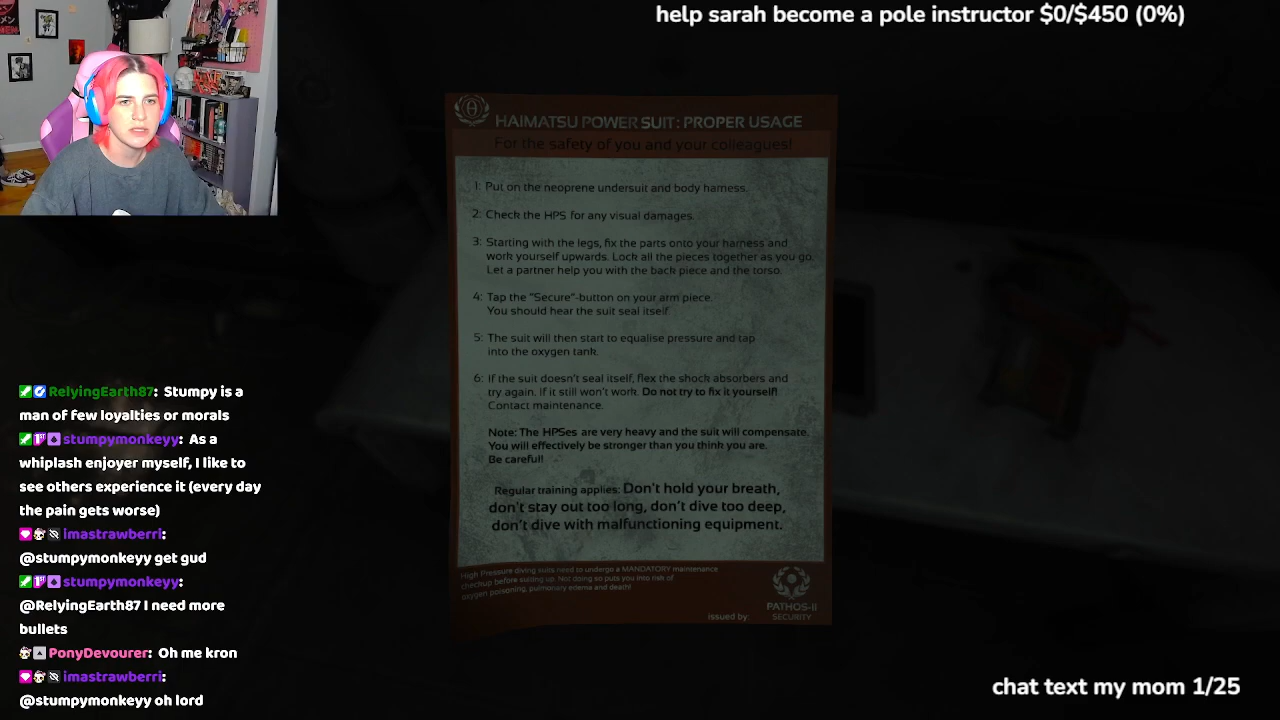 help sarah become a pole instructor $0/$450 (0%)
HAIMATSU POWER SUIT: PROPER USAGE
For the safety of you and your colleagues!
1: Put on the neoprene undersuit and body harness.
2: Check the HPS for any visual damages.
3: Starting with the legs, fix the parts onto your harness and
work yourself upwards. Lock all the pieces together as you go.
Let a partner help you with the back piece and the torso.
4: Tap the "Secure"-button on your arm piece.
You should hear the suit seal itself.
5: The suit will then start to equalise pressure and tap
into the oxygen tank.
6: If the suit doesn't seal itself, flex the shock absorbers and
try again. If it still won't work. Do not try to fix it yourself!
Contact maintenance.
Note: The HPSes are very heavy and the suit will compensate.
You will effectively be stronger than you think you are.
Be careful!
Regular training applies: Don't hold your breath,
don't stay out too long, don't dive too deep,
don't dive with malfunctioning equipment.
High Pressure diving suits need to undergo a MANDATORY maintenance
checkup before suiting up. Not doing so puts you into risk of
oxygen poisoning, pulmonary edema and death!
issued by:
PATHOS-II
SECURITY
RelyingEarth87: Stumpy is a
man of few loyalties or morals
stumpymonkeyy: As a
whiplash enjoyer myself, I like to
see others experience it (every day
the pain gets worse)
imastrawberri:
@stumpymonkeyy get gud
stumpymonkeyy:
@RelyingEarth87 I need more
bullets
PonyDevourer: Oh me kron
imastrawberri:
@stumpymonkeyy oh lord
chat text my mom 1/25